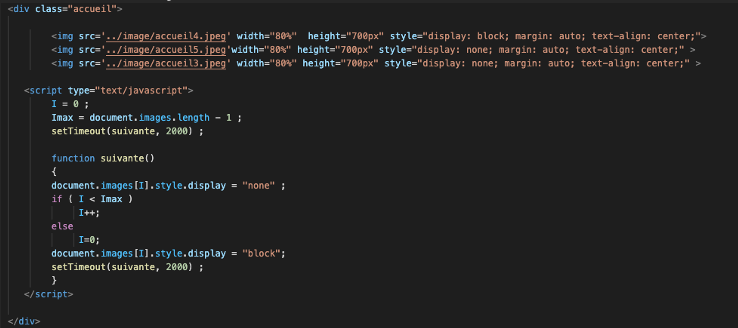 <div class="accueil">
<img src='../image/accueil4.jpeg' width="80%"  height="700px" style="display: block; margin: auto; text-align: center;">
<img src='../image/accueil5.jpeg'width="80%" height="700px" style="display: none; margin: auto; text-align: center;" >
<img src='../image/accueil3.jpeg' width="80%" height="700px" style="display: none; margin: auto; text-align: center;" >
<script type="text/javascript">
I = 0 ;
Imax = document.images.length - 1 ;
setTimeout(suivante, 2000) ;
function suivante()
{
document.images[I].style.display = "none" ;
if ( I < Imax )
I++;
else
I=0;
document.images[I].style.display = "block";
setTimeout(suivante, 2000) ;
}
</script>
</div>